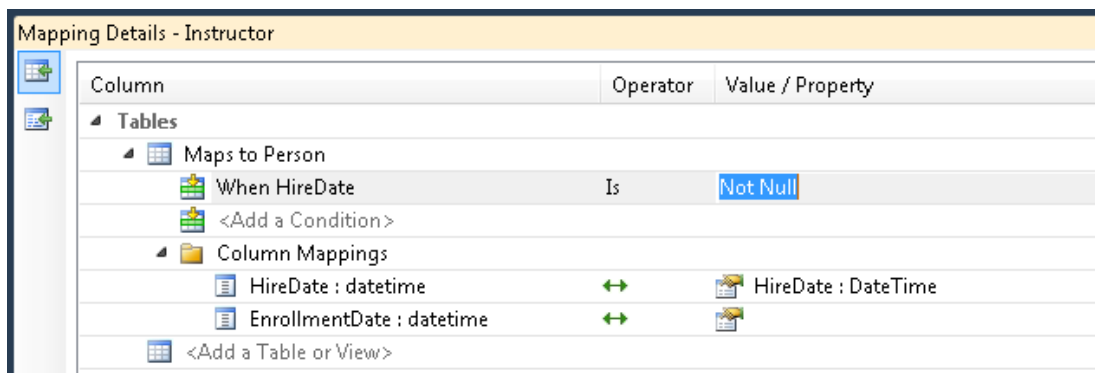 Mapping Details - Instructor
Column Operator Value / Property
Tables
Maps to Person
When HireDate Is Not Null
<Add a Condition>
Column Mappings
HireDate : datetime HireDate : DateTime
EnrollmentDate : datetime
<Add a Table or View>